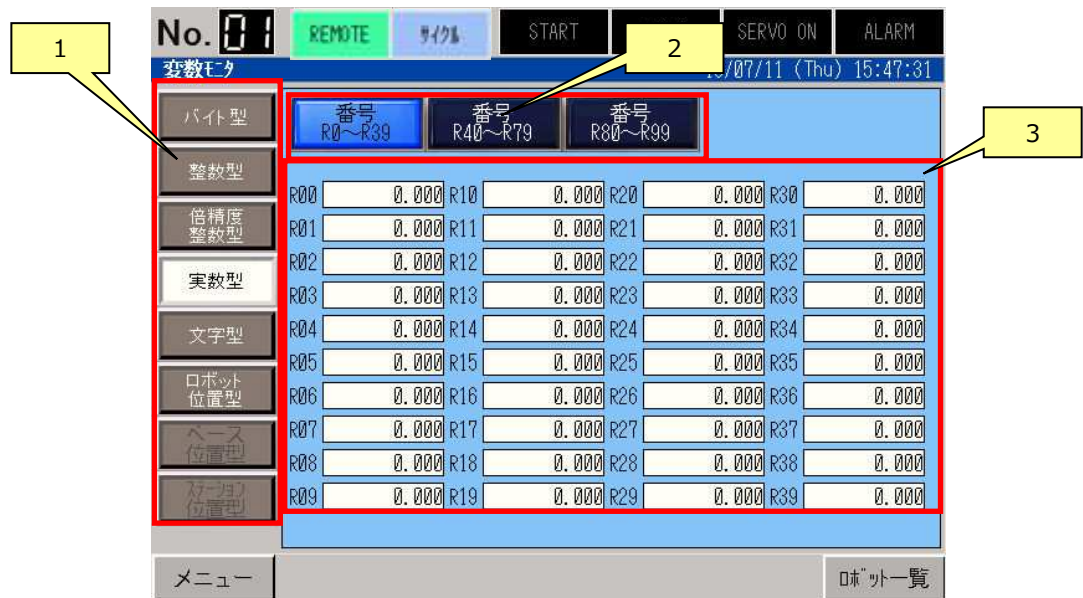 No. 01 REMOTE ｻｲｸﾙ START SERVO ON ALARM
1
2
3
変数ﾓﾆﾀ /07/11 (Thu) 15:47:31
バイト型
整数型
倍精度
整数型
実数型
文字型
ロボット
位置型
ベース
位置型
ｽﾃｰｼｮﾝ
位置型
番号
R0～R39
番号
R40～R79
番号
R80～R99
R00 0.000 R10 0.000 R20 0.000 R30 0.000
R01 0.000 R11 0.000 R21 0.000 R31 0.000
R02 0.000 R12 0.000 R22 0.000 R32 0.000
R03 0.000 R13 0.000 R23 0.000 R33 0.000
R04 0.000 R14 0.000 R24 0.000 R34 0.000
R05 0.000 R15 0.000 R25 0.000 R35 0.000
R06 0.000 R16 0.000 R26 0.000 R36 0.000
R07 0.000 R17 0.000 R27 0.000 R37 0.000
R08 0.000 R18 0.000 R28 0.000 R38 0.000
R09 0.000 R19 0.000 R29 0.000 R39 0.000
メニュー ﾛﾎﾞｯﾄ一覧